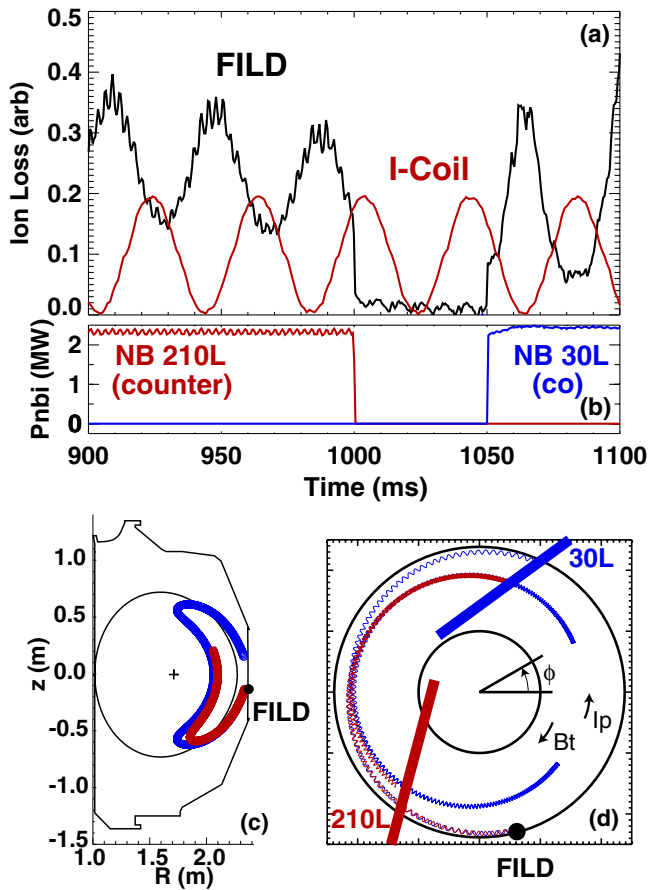 0.5
(a)
FILD
0.4
0.3
I-Coil
0.2
0.1
0.0
Ion Loss (arb)
2
NB 210L
(counter)
NB 30L
(co)
(b)
0
Pnbi (MW)
900
950
1000
1050
1100
Time (ms)
1.0
0.5
0.0
-0.5
-1.0
-1.5
z (m)
FILD
(c)
1.0
1.5
2.0
R (m)
30L
ϕ
Ip
Bt
210L
(d)
FILD